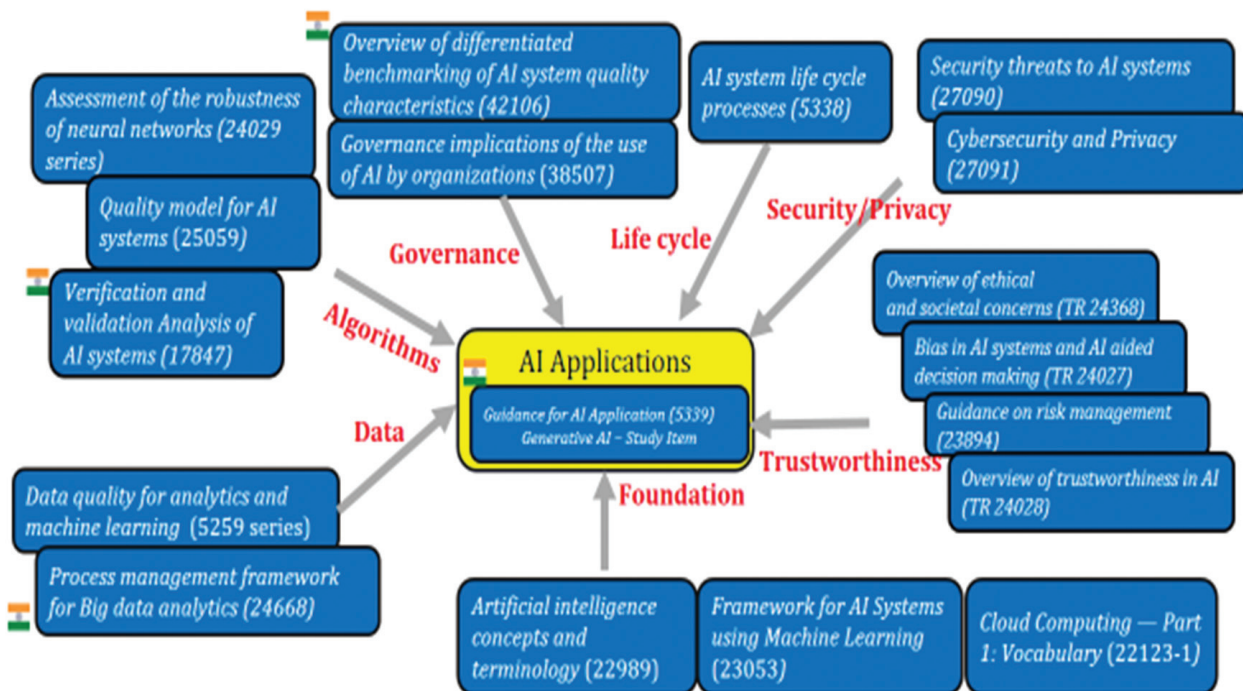 Overview of differentiated
benchmarking of AI system quality
characteristics (42106)
Governance implications of the use
of AI by organizations (38507)
AI system life cycle
processes (5338)
Security threats to AI systems
(27090)
Cybersecurity and Privacy
(27091)
Assessment of the robustness
of neural networks (24029
series)
Quality model for AI
systems (25059)
Verification and
validation Analysis of
AI systems (17847)
Governance
Life cycle
Security/Privacy
Algorithms
Overview of ethical
and societal concerns (TR 24368)
Bias in AI systems and AI aided
decision making (TR 24027)
Guidance on risk management
(23894)
Overview of trustworthiness in AI
(TR 24028)
AI Applications
Guidance for AI Application (5339)
Generative AI – Study Item
Data
Trustworthiness
Foundation
Data quality for analytics and
machine learning (5259 series)
Process management framework
for Big data analytics (24668)
Artificial intelligence
concepts and
terminology (22989)
Framework for AI Systems
using Machine Learning
(23053)
Cloud Computing — Part
1: Vocabulary (22123-1)